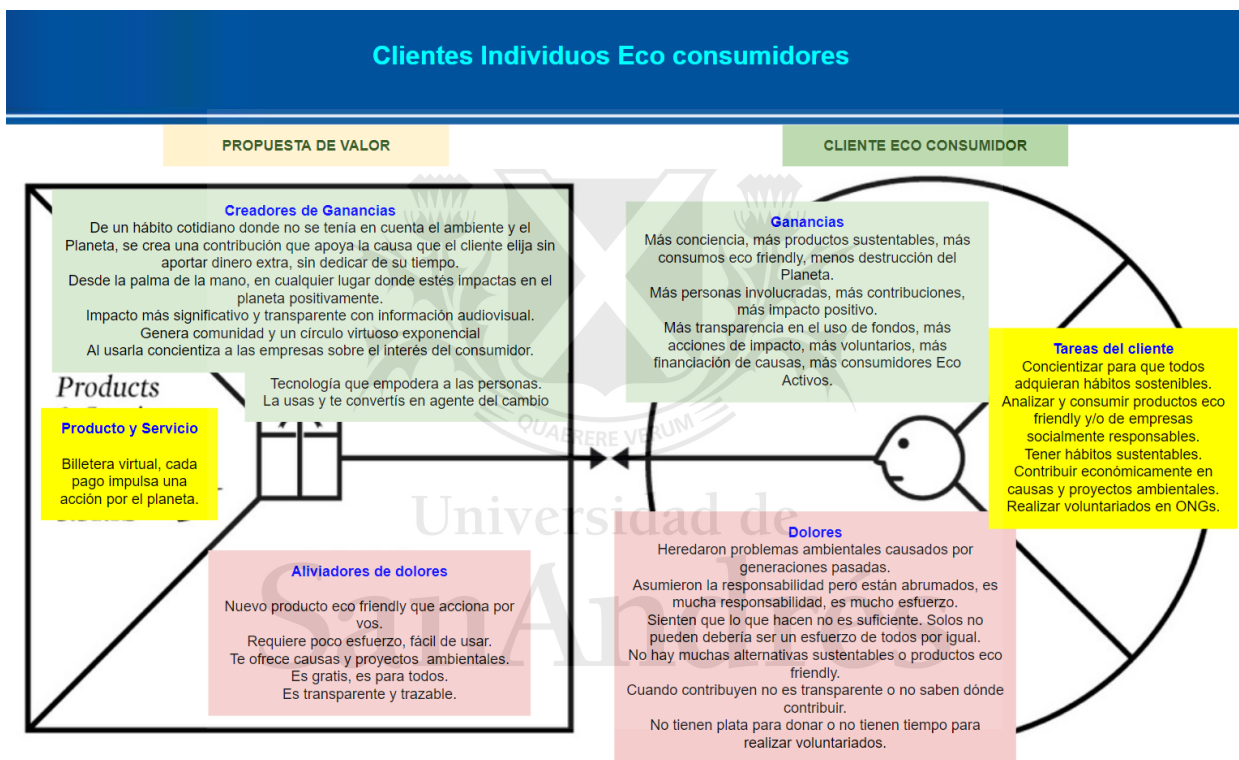 Clientes Individuos Eco consumidores
PROPUESTA DE VALOR
CLIENTE ECO CONSUMIDOR
Creadores de Ganancias
De un hábito cotidiano donde no se tenía en cuenta el ambiente y el
Planeta, se crea una contribución que apoya la causa que el cliente elija sin
aportar dinero extra, sin dedicar de su tiempo.
Desde la palma de la mano, en cualquier lugar donde estés impactas en el
planeta positivamente.
Impacto más significativo y transparente con información audiovisual.
Genera comunidad y un círculo virtuoso exponencial
Al usarla concientiza a las empresas sobre el interés del consumidor.
Tecnología que empodera a las personas.
La usas y te convertís en agente del cambio
Products
Producto y Servicio
Billetera virtual, cada
pago impulsa una
acción por el planeta.
Aliviadores de dolores
Nuevo producto eco friendly que acciona por
vos.
Requiere poco esfuerzo, fácil de usar.
Te ofrece causas y proyectos ambientales.
Es gratis, es para todos.
Es transparente y trazable.
Ganancias
Más conciencia, más productos sustentables, más
consumos eco friendly, menos destrucción del
Planeta.
Más personas involucradas, más contribuciones,
más impacto positivo.
Más transparencia en el uso de fondos, más
acciones de impacto, más voluntarios, más
financiación de causas, más consumidores Eco
Activos.
Tareas del cliente
Concientizar para que todos
adquieran hábitos sostenibles.
Analizar y consumir productos eco
friendly y/o de empresas
socialmente responsables.
Tener hábitos sustentables.
Contribuir económicamente en
causas y proyectos ambientales.
Realizar voluntariados en ONGs.
Dolores
Heredaron problemas ambientales causados por
generaciones pasadas.
Asumieron la responsabilidad pero están abrumados, es
mucha responsabilidad, es mucho esfuerzo.
Sienten que lo que hacen no es suficiente. Solos no
pueden debería ser un esfuerzo de todos por igual.
No hay muchas alternativas sustentables o productos eco
friendly.
Cuando contribuyen no es transparente o no saben dónde
contribuir.
No tienen plata para donar o no tienen tiempo para
realizar voluntariados.
QUAERERE VERUM
Universidad de
SanAndrés